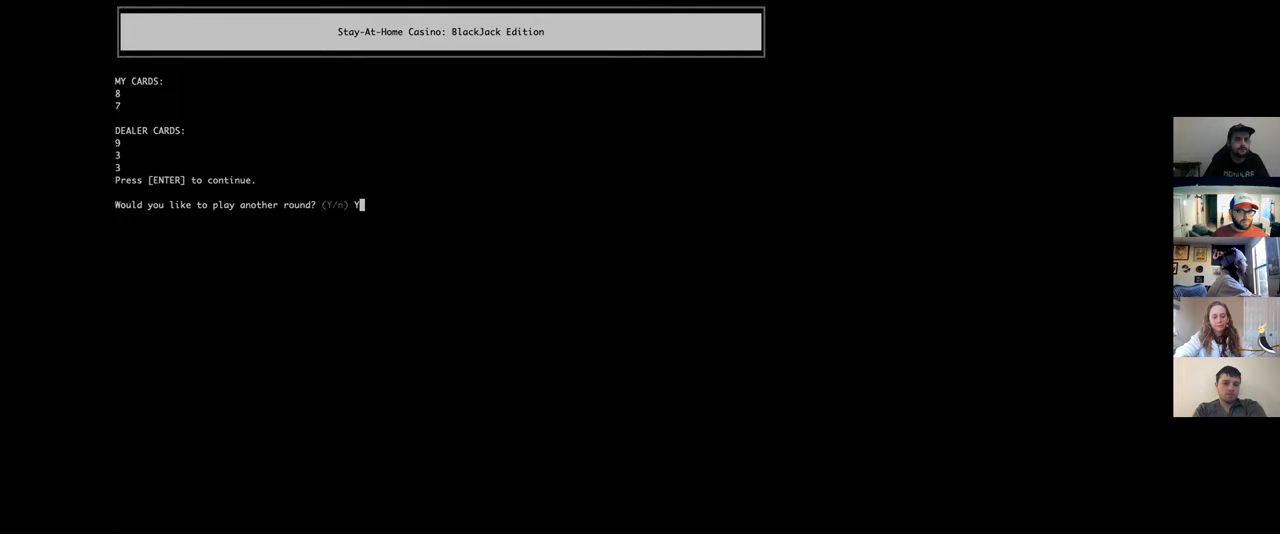 Stay-At-Home Casino: BlackJack Edition
MY CARDS:
8
7
DEALER CARDS:
9
3
3
Press [ENTER] to continue.
Would you like to play another round? (Y/n) Y